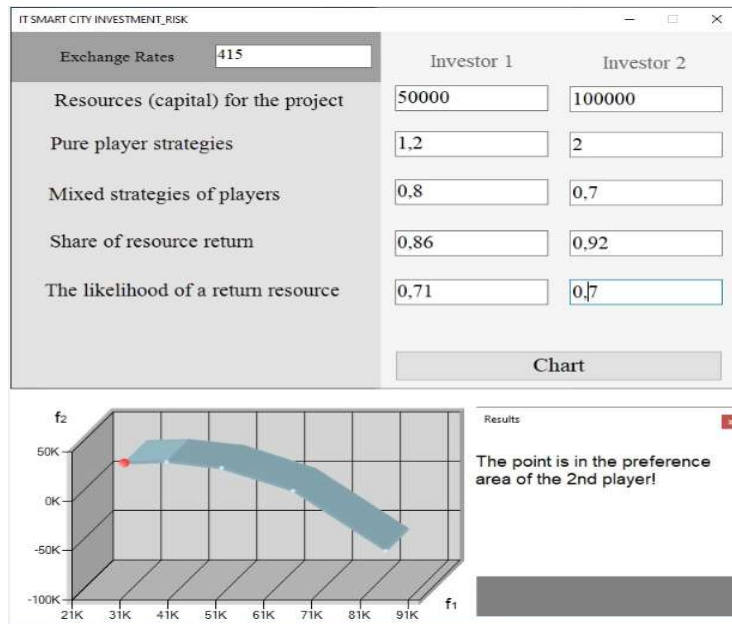 IT SMART CITY INVESTMENT_RISK
Exchange Rates 415
Investor 1 Investor 2
Resources (capital) for the project 50000 100000
Pure player strategies 1,2 2
Mixed strategies of players 0,8 0,7
Share of resource return 0,86 0,92
The likelihood of a return resource 0,71 0,7
Chart
f₂
50K
0K
-50K
-100K
21K 31K 41K 51K 61K 71K 81K 91K
f₁
Results
x
The point is in the preference
area of the 2nd player!